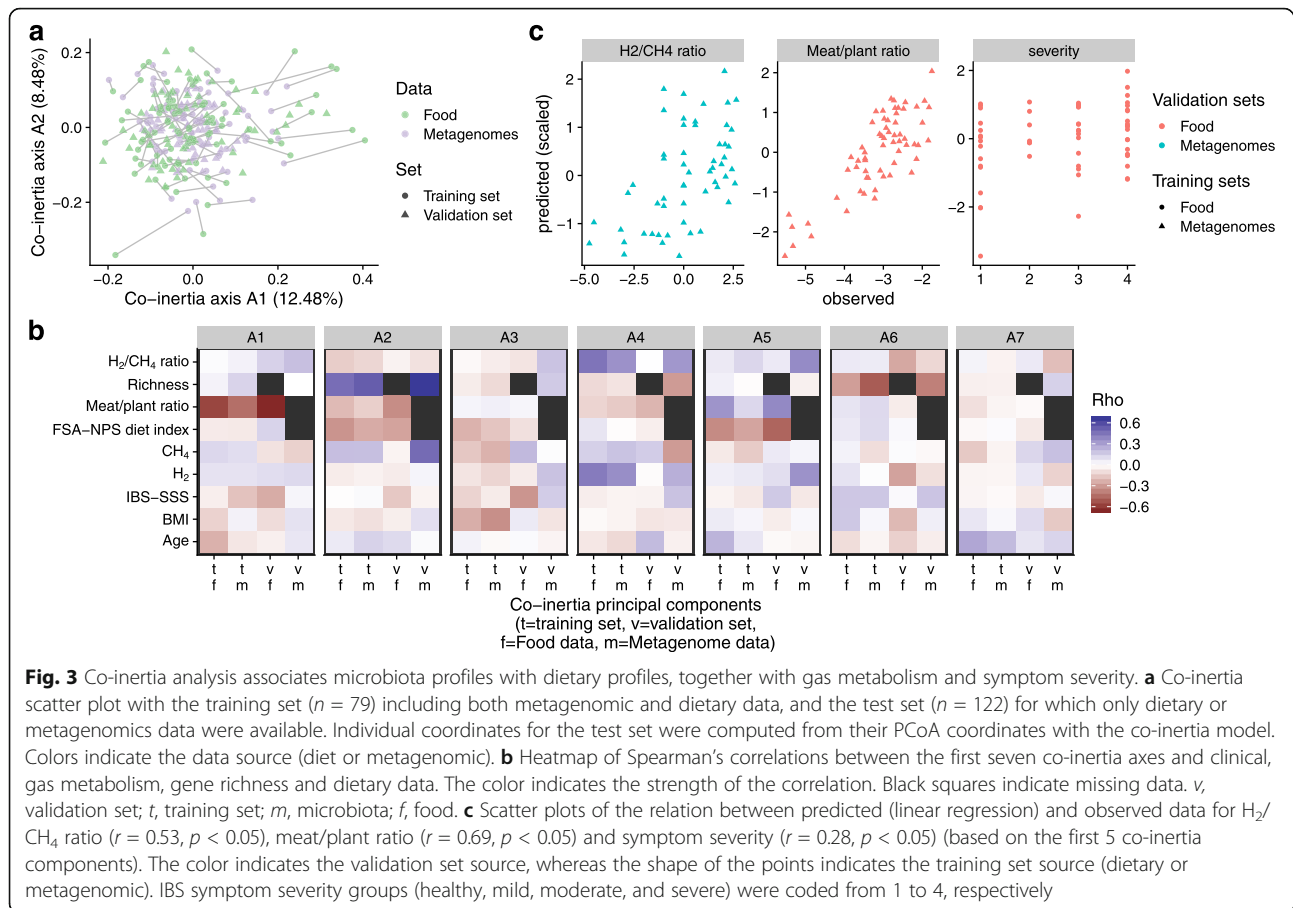 a
0.2
0.0
−0.2
Co−inertia axis A2 (8.48%)
−0.2 0.0 0.2 0.4
Co−inertia axis A1 (12.48%)
Data
Food
Metagenomes
Set
Training set
Validation set
c
H2/CH4 ratio Meat/plant ratio severity
predicted (scaled)
2
1
0
−1
−5.0 −2.5 0.0 2.5
2
1
0
−1
−2
−5 −4 −3 −2
2
0
−2
1 2 3 4
observed
Validation sets
Food
Metagenomes
Training sets
Food
Metagenomes
b
A1 A2 A3 A4 A5 A6 A7
H2/CH4 ratio
Richness
Meat/plant ratio
FSA−NPS diet index
CH4
H2
IBS−SSS
BMI
Age
t t v v t t v v t t v v t t v v t t v v t t v v t t v v
f m f m f m f m f m f m f m f m f m f m f m f m f m f m
Co−inertia principal components
(t=training set, v=validation set,
f=Food data, m=Metagenome data)
Rho
0.6
0.3
0.0
−0.3
−0.6
Fig. 3 Co-inertia analysis associates microbiota profiles with dietary profiles, together with gas metabolism and symptom severity. a Co-inertia
scatter plot with the training set (n = 79) including both metagenomic and dietary data, and the test set (n = 122) for which only dietary or
metagenomics data were available. Individual coordinates for the test set were computed from their PCoA coordinates with the co-inertia model.
Colors indicate the data source (diet or metagenomic). b Heatmap of Spearman's correlations between the first seven co-inertia axes and clinical,
gas metabolism, gene richness and dietary data. The color indicates the strength of the correlation. Black squares indicate missing data. v,
validation set; t, training set; m, microbiota; f, food. c Scatter plots of the relation between predicted (linear regression) and observed data for H2/
CH4 ratio (r = 0.53, p < 0.05), meat/plant ratio (r = 0.69, p < 0.05) and symptom severity (r = 0.28, p < 0.05) (based on the first 5 co-inertia
components). The color indicates the validation set source, whereas the shape of the points indicates the training set source (dietary or
metagenomic). IBS symptom severity groups (healthy, mild, moderate, and severe) were coded from 1 to 4, respectively